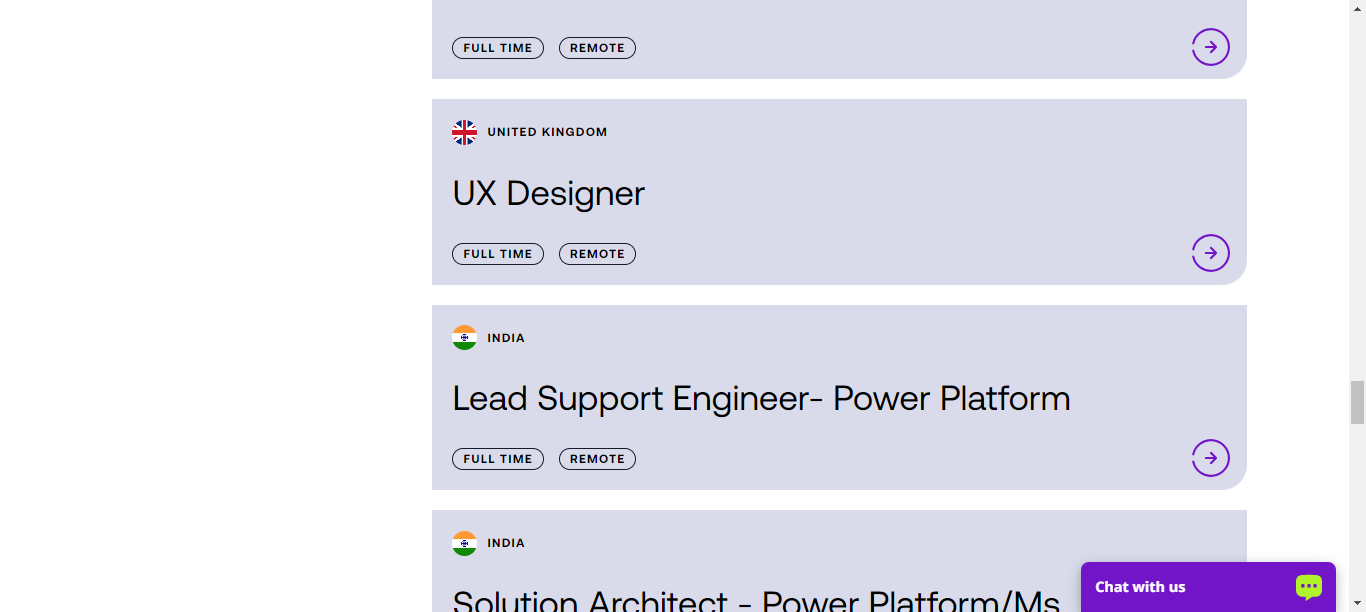 FULL TIME REMOTE
UNITED KINGDOM
UX Designer
FULL TIME REMOTE
INDIA
Lead Support Engineer- Power Platform
FULL TIME REMOTE
INDIA
Solution Architect - Power Platform/Ms
Chat with us